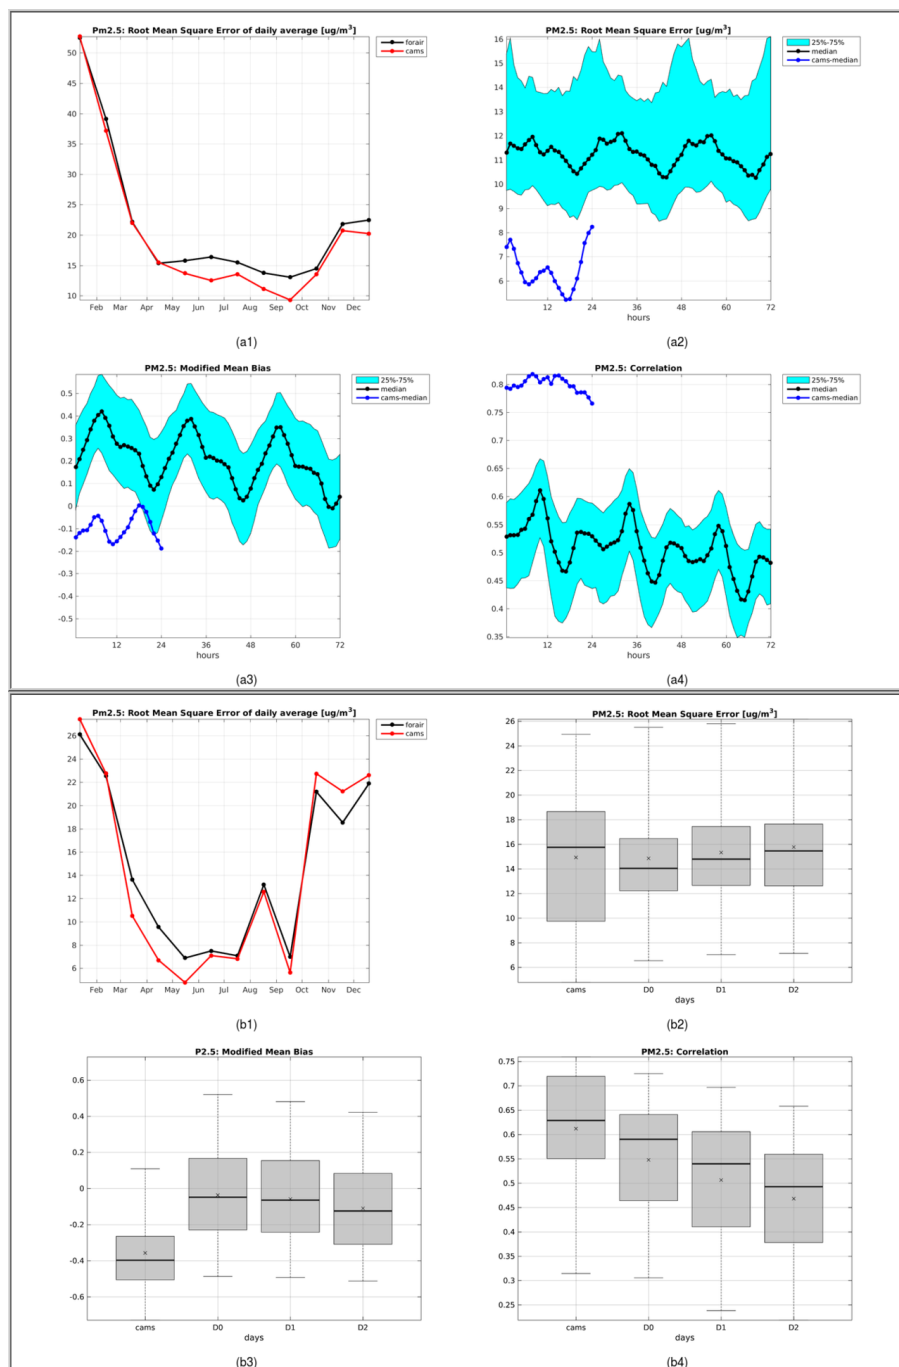 Pm2.5: Root Mean Square Error of daily average [ug/m3]
50
45
40
35
30
25
20
15
10
Feb Mar Apr May Jun Jul Aug Sep Oct Nov Dec
forair
cams
(a1)
PM2.5: Root Mean Square Error [ug/m3]
16
15
14
13
12
11
10
9
8
7
6
12 24 36 48 60 72
hours
25%-75%
median
cams-median
(a2)
PM2.5: Modified Mean Bias
0.5
0.4
0.3
0.2
0.1
0
-0.1
-0.2
-0.3
-0.4
-0.5
12 24 36 48 60 72
hours
25%-75%
median
cams-median
(a3)
PM2.5: Correlation
0.8
0.75
0.7
0.65
0.6
0.55
0.5
0.45
0.4
0.35
12 24 36 48 60 72
hours
25%-75%
median
cams-median
(a4)
Pm2.5: Root Mean Square Error of daily average [ug/m3]
26
24
22
20
18
16
14
12
10
8
6
Feb Mar Apr May Jun Jul Aug Sep Oct Nov Dec
forair
cams
(b1)
PM2.5: Root Mean Square Error [ug/m3]
26
24
22
20
18
16
14
12
10
8
6
cams D0 D1 D2
days
(b2)
P2.5: Modified Mean Bias
0.6
0.4
0.2
0
-0.2
-0.4
-0.6
cams D0 D1 D2
days
(b3)
PM2.5: Correlation
0.75
0.7
0.65
0.6
0.55
0.5
0.45
0.4
0.35
0.3
0.25
cams D0 D1 D2
days
(b4)